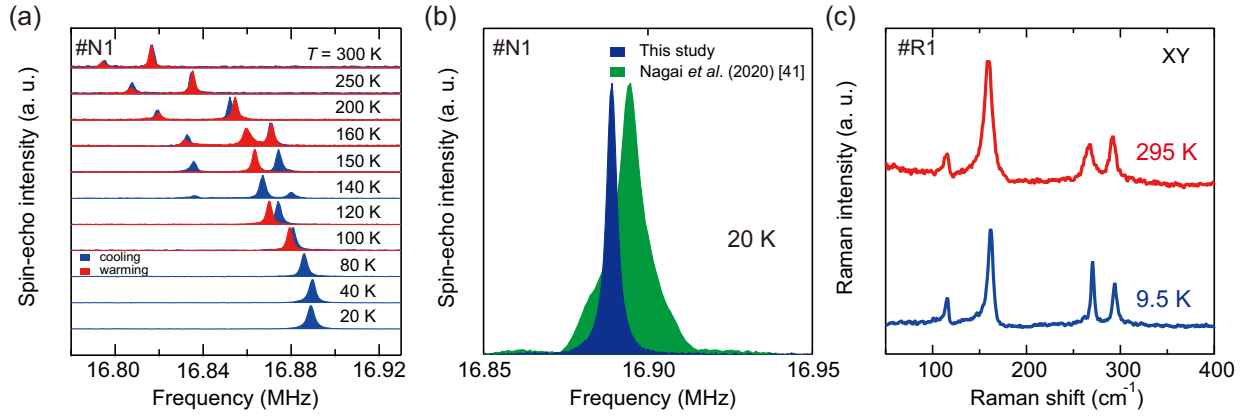 (a)
#N1
T = 300 K
250 K
200 K
160 K
150 K
140 K
120 K
100 K
80 K
40 K
20 K
cooling
warming
Spin-echo intensity (a. u.)
16.80
16.84
16.88
16.92
Frequency (MHz)
(b)
#N1
This study
Nagai et al. (2020) [41]
20 K
Spin-echo intensity (a. u.)
16.85
16.90
16.95
Frequency (MHz)
(c)
#R1
XY
295 K
9.5 K
Raman intensity (a. u.)
100
200
300
400
Raman shift (cm-1)